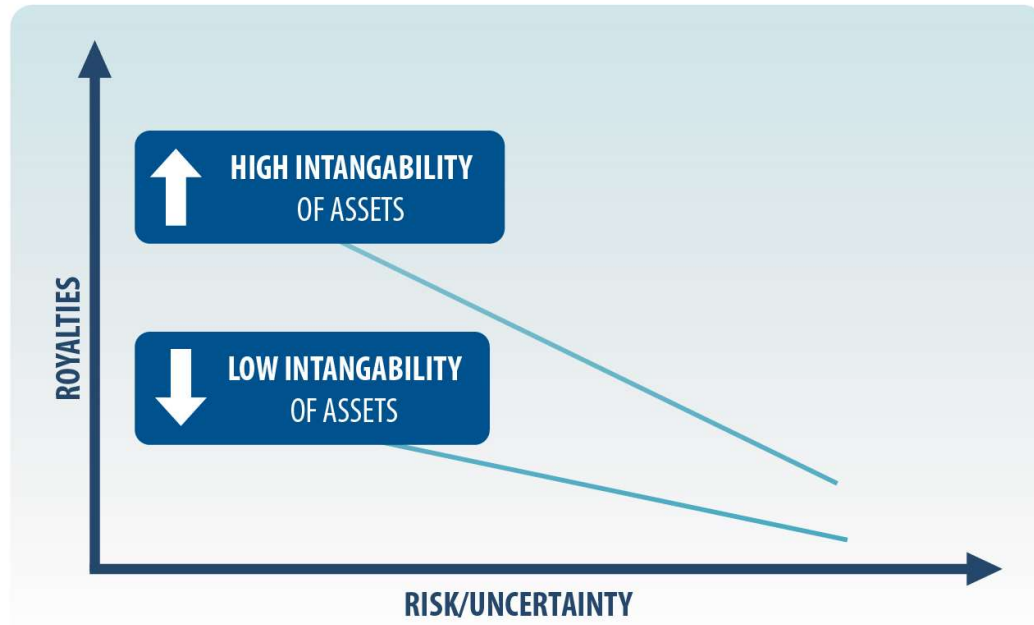 HIGH INTANGABILITY
OF ASSETS
ROYALTIES
LOW INTANGABILITY
OF ASSETS
RISK/UNCERTAINTY